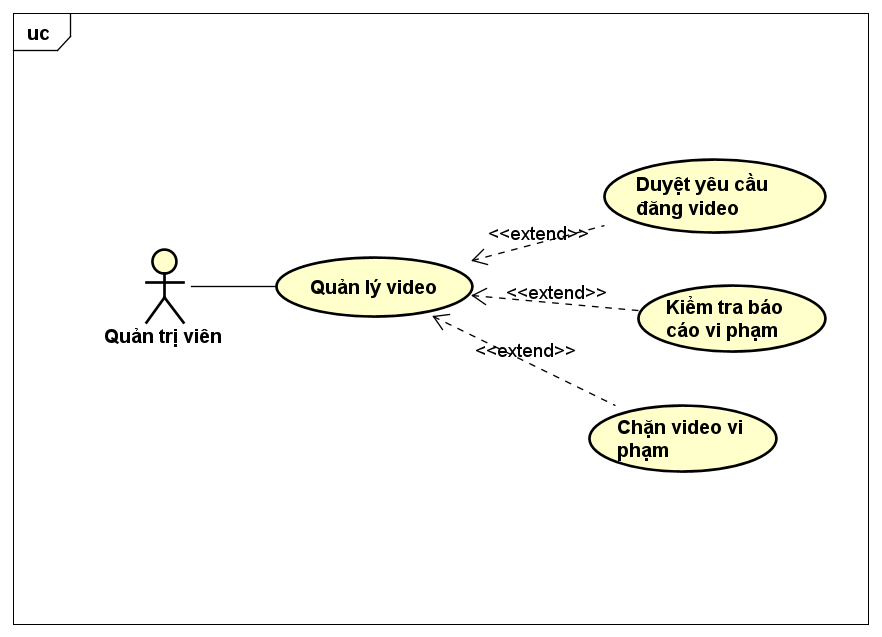 uc
Duyệt yêu cầu
đăng video
<<extend>>
Quản lý video
<<extend>>
Kiểm tra báo
cáo vi phạm
Quản trị viên
<<extend>>
Chặn video vi
phạm